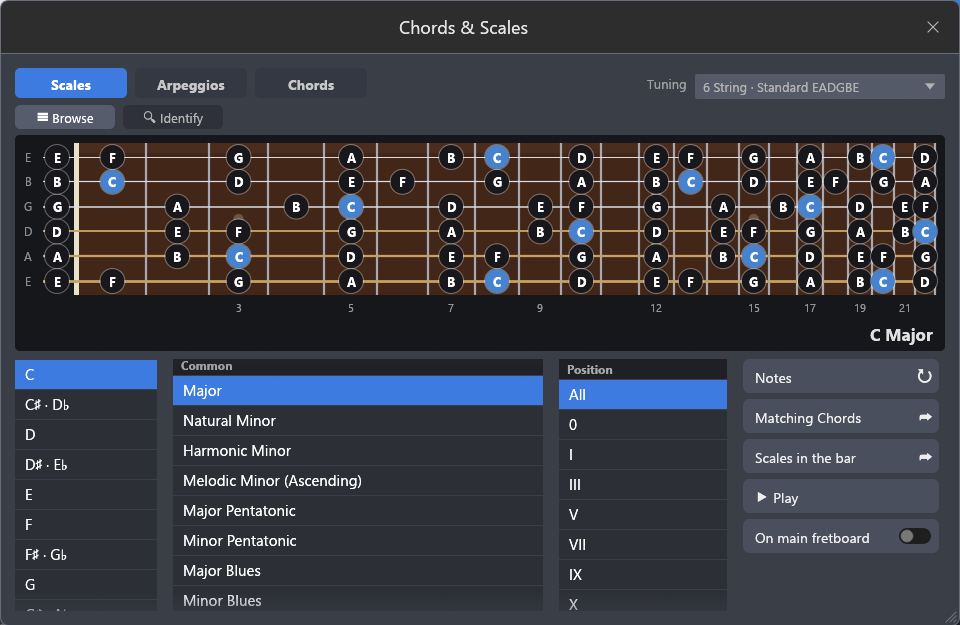 Chords & Scales
Scales Arpeggios Chords Tuning 6 String · Standard EADGBE
Browse Identify
E E F G A B C D E F G A B C D
B B C D E F G A B C D E F G A
G G A B C D E F G A B C D E F
D D E F G A B C D E F G A B C
A A B C D E F G A B C D E F G
E E F G A B C D E F G A B C D
3 5 7 9 12 15 17 19 21
C Major
C
C♯ · D♭
D
D♯ · E♭
E
F
F♯ · G♭
G
Common
Major
Natural Minor
Harmonic Minor
Melodic Minor (Ascending)
Major Pentatonic
Minor Pentatonic
Major Blues
Minor Blues
Position
All
0
I
III
V
VII
IX
X
Notes
Matching Chords
Scales in the bar
Play
On main fretboard